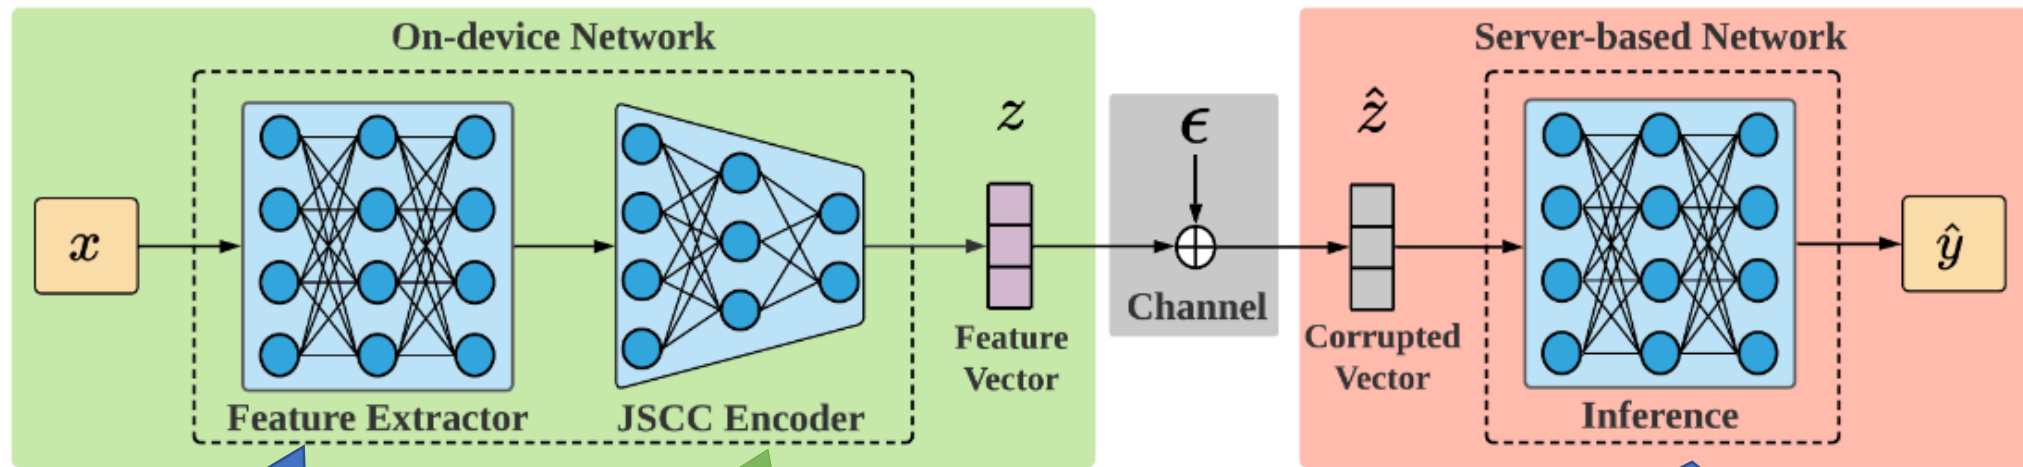 On-device Network
Server-based Network
x
z
ϵ
ẑ
ŷ
Channel
Feature
Vector
Corrupted
Vector
Feature Extractor
JSCC Encoder
Inference